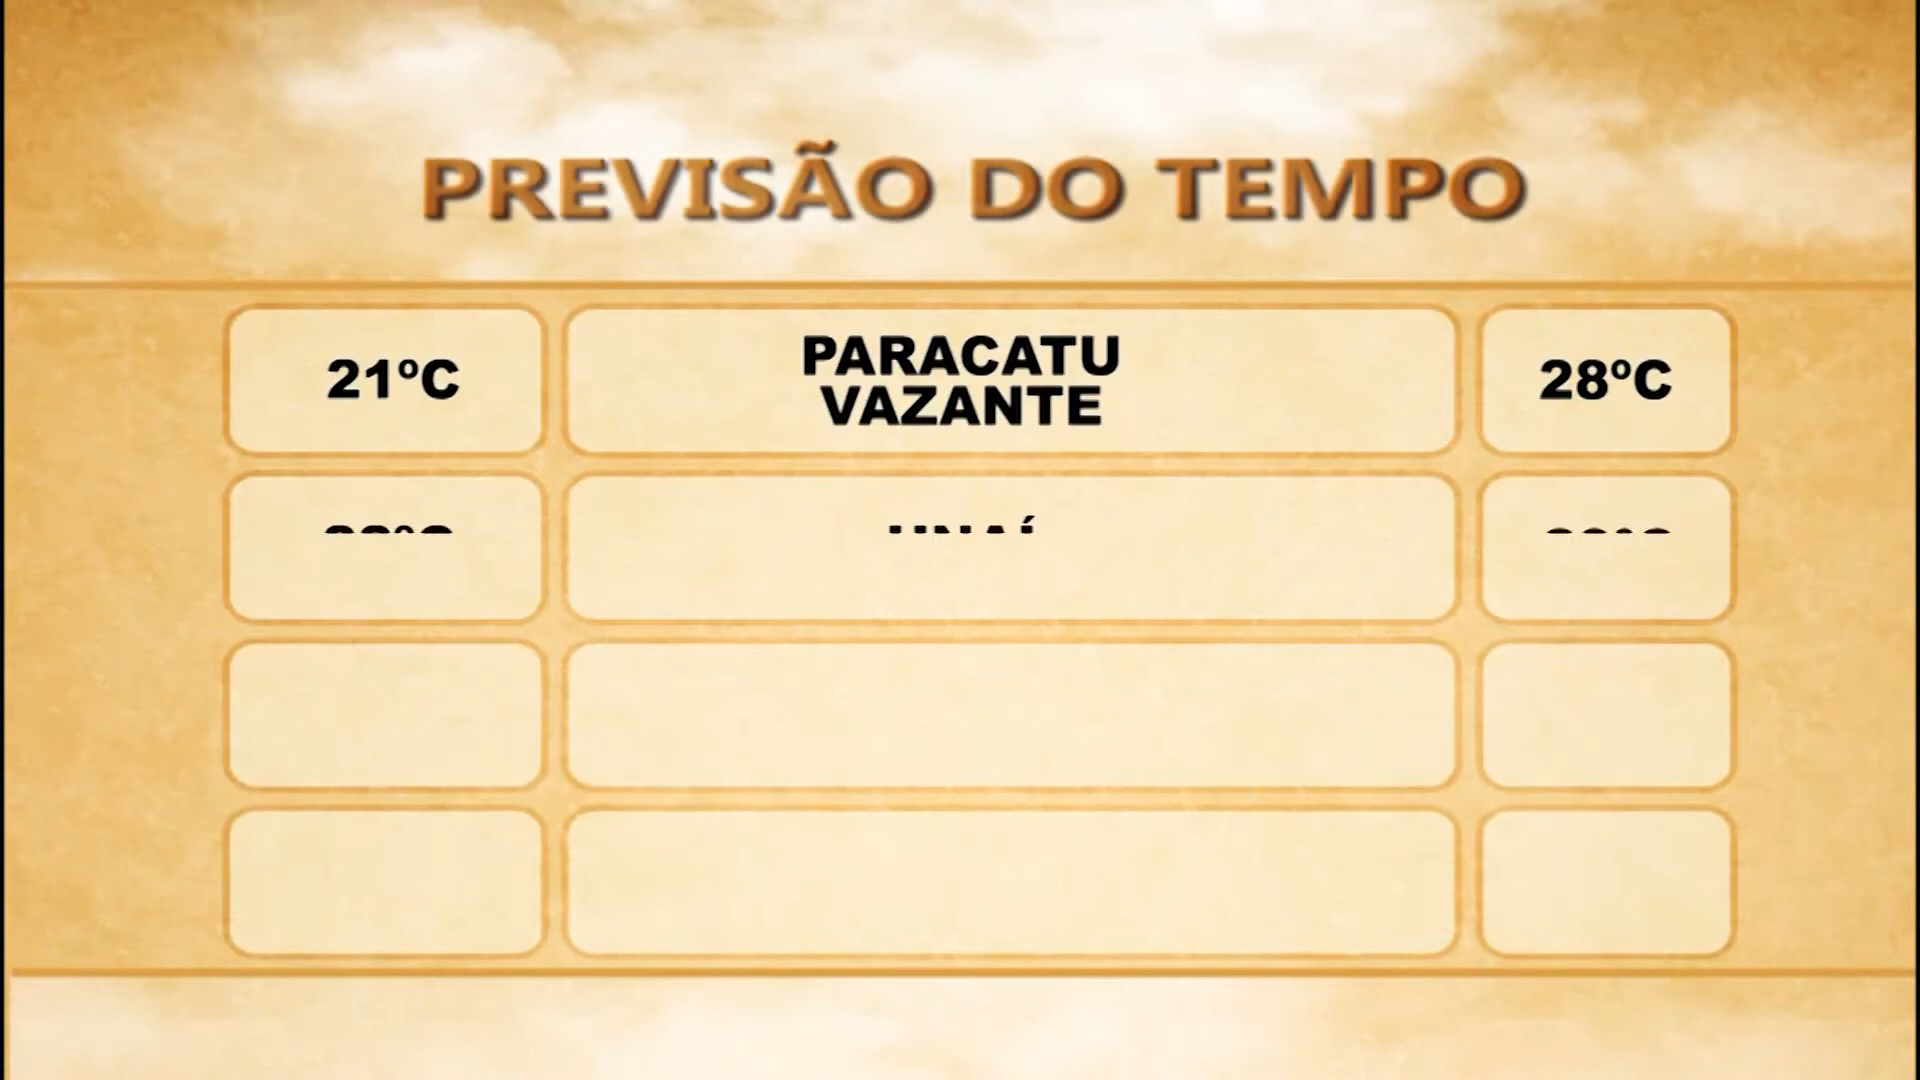 PREVISÃO DO TEMPO
21ºC
PARACATU
VAZANTE
28ºC